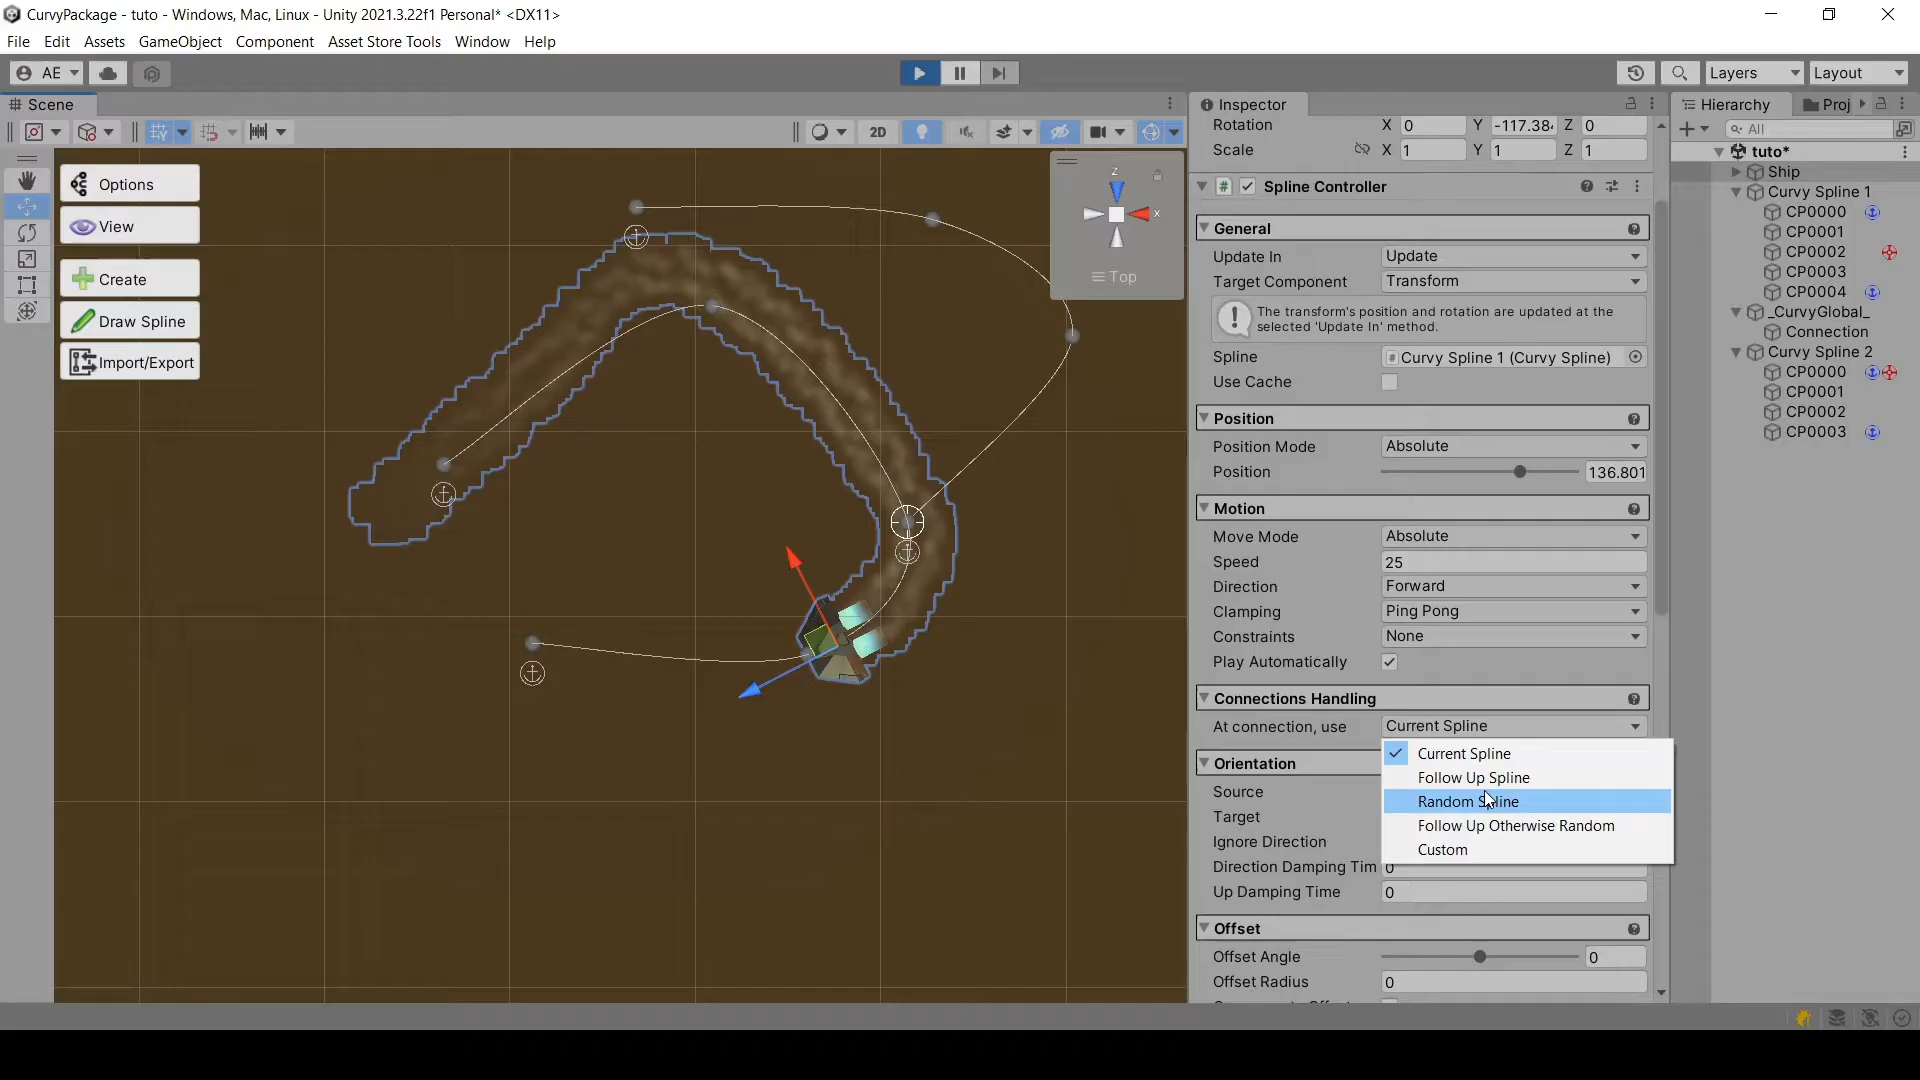 CurvyPackage - tuto - Windows, Mac, Linux - Unity 2021.3.22f1 Personal* <DX11>
File Edit Assets GameObject Component Asset Store Tools Window Help
AE
Layers Layout
Scene
2D
Options
View
Create
Draw Spline
Import/Export
z
x
Top
Inspector
Rotation X 0 Y Z 0
Scale X 1 Y 1 Z 1
Spline Controller
General
Update In Update
Target Component Transform
The transform's position and rotation are updated at the
selected 'Update In' method.
Spline Curvy Spline 1 (Curvy Spline)
Use Cache
Position
Position Mode Absolute
Position 136.801
Motion
Move Mode Absolute
Speed 25
Direction Forward
Clamping Ping Pong
Constraints None
Play Automatically
Connections Handling
At connection, use Current Spline
Current Spline
Follow Up Spline
Random Spline
Follow Up Otherwise Random
Custom
Orientation
Source
Target
Ignore Direction
Direction Damping Tim 0
Up Damping Time 0
Offset
Offset Angle 0
Offset Radius 0
Hierarchy Proj
All
tuto*
Ship
Curvy Spline 1
CP0000
CP0001
CP0002
CP0003
CP0004
_CurvyGlobal_
Connection
Curvy Spline 2
CP0000
CP0001
CP0002
CP0003